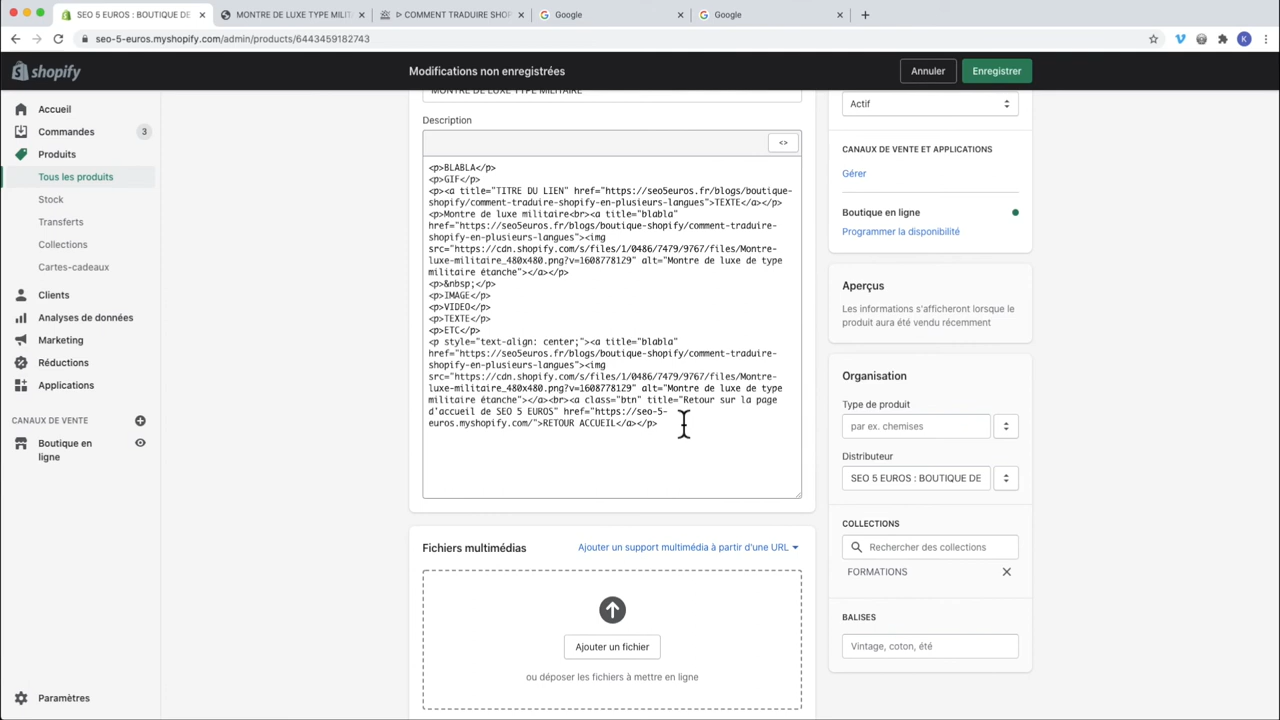 SEO 5 EUROS : BOUTIQUE DE
MONTRE DE LUXE TYPE MILIT
ᐅ COMMENT TRADUIRE SHOP
Google
Google
seo-5-euros.myshopify.com/admin/products/6443459182743
K
shopify
Modifications non enregistrées
Annuler
Enregistrer
Accueil
Commandes
3
Produits
Tous les produits
Stock
Transferts
Collections
Cartes-cadeaux
Clients
Analyses de données
Marketing
Réductions
Applications
CANAUX DE VENTE
Boutique en
ligne
Paramètres
MONTRE DE LUXE TYPE MILITAIRE
Description
<>
<p>BLABLA</p>
<p>GIF</p>
<p><a title="TITRE DU LIEN" href="https://seo5euros.fr/blogs/boutique-
shopify/comment-traduire-shopify-en-plusieurs-langues">TEXTE</a></p>
<p>Montre de luxe militaire<br><a title="blabla"
href="https://seo5euros.fr/blogs/boutique-shopify/comment-traduire-
shopify-en-plusieurs-langues"><img
src="https://cdn.shopify.com/s/files/1/0486/7479/9767/files/Montre-
luxe-militaire_480x480.png?v=1608778129" alt="Montre de luxe de type
militaire étanche"></a></p>
<p>&nbsp;</p>
<p>IMAGE</p>
<p>VIDEO</p>
<p>TEXTE</p>
<p>ETC</p>
<p style="text-align: center;"><a title="blabla"
href="https://seo5euros.fr/blogs/boutique-shopify/comment-traduire-
shopify-en-plusieurs-langues"><img
src="https://cdn.shopify.com/s/files/1/0486/7479/9767/files/Montre-
luxe-militaire_480x480.png?v=1608778129" alt="Montre de luxe de type
militaire étanche"></a><br><a class="btn" title="Retour sur la page
d'accueil de SEO 5 EUROS" href="https://seo-5-
euros.myshopify.com/">RETOUR ACCUEIL</a></p>
Fichiers multimédias
Ajouter un support multimédia à partir d'une URL
Ajouter un fichier
ou déposer les fichiers à mettre en ligne
Actif
CANAUX DE VENTE ET APPLICATIONS
Gérer
Boutique en ligne
Programmer la disponibilité
Aperçus
Les informations s'afficheront lorsque le
produit aura été vendu récemment
Organisation
Type de produit
par ex. chemises
Distributeur
SEO 5 EUROS : BOUTIQUE DE
COLLECTIONS
Rechercher des collections
FORMATIONS
BALISES
Vintage, coton, été